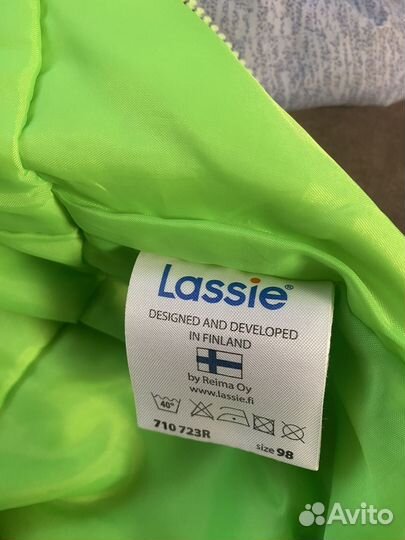 Lassie®
DESIGNED AND DEVELOPED
IN FINLAND
by Reima Oy
www.lassie.fi
40°
710 723R
size 98
Avito